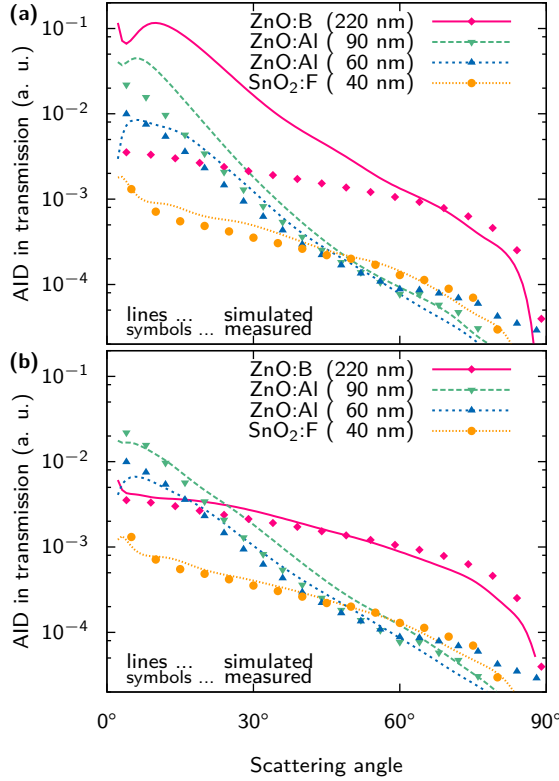 (a)
ZnO:B (220 nm)
ZnO:Al ( 90 nm)
ZnO:Al ( 60 nm)
SnO₂:F ( 40 nm)
10⁻¹
10⁻²
10⁻³
10⁻⁴
AID in transmission (a. u.)
lines ... simulated
symbols ... measured
(b)
ZnO:B (220 nm)
ZnO:Al ( 90 nm)
ZnO:Al ( 60 nm)
SnO₂:F ( 40 nm)
10⁻¹
10⁻²
10⁻³
10⁻⁴
AID in transmission (a. u.)
lines ... simulated
symbols ... measured
0° 30° 60° 90°
Scattering angle